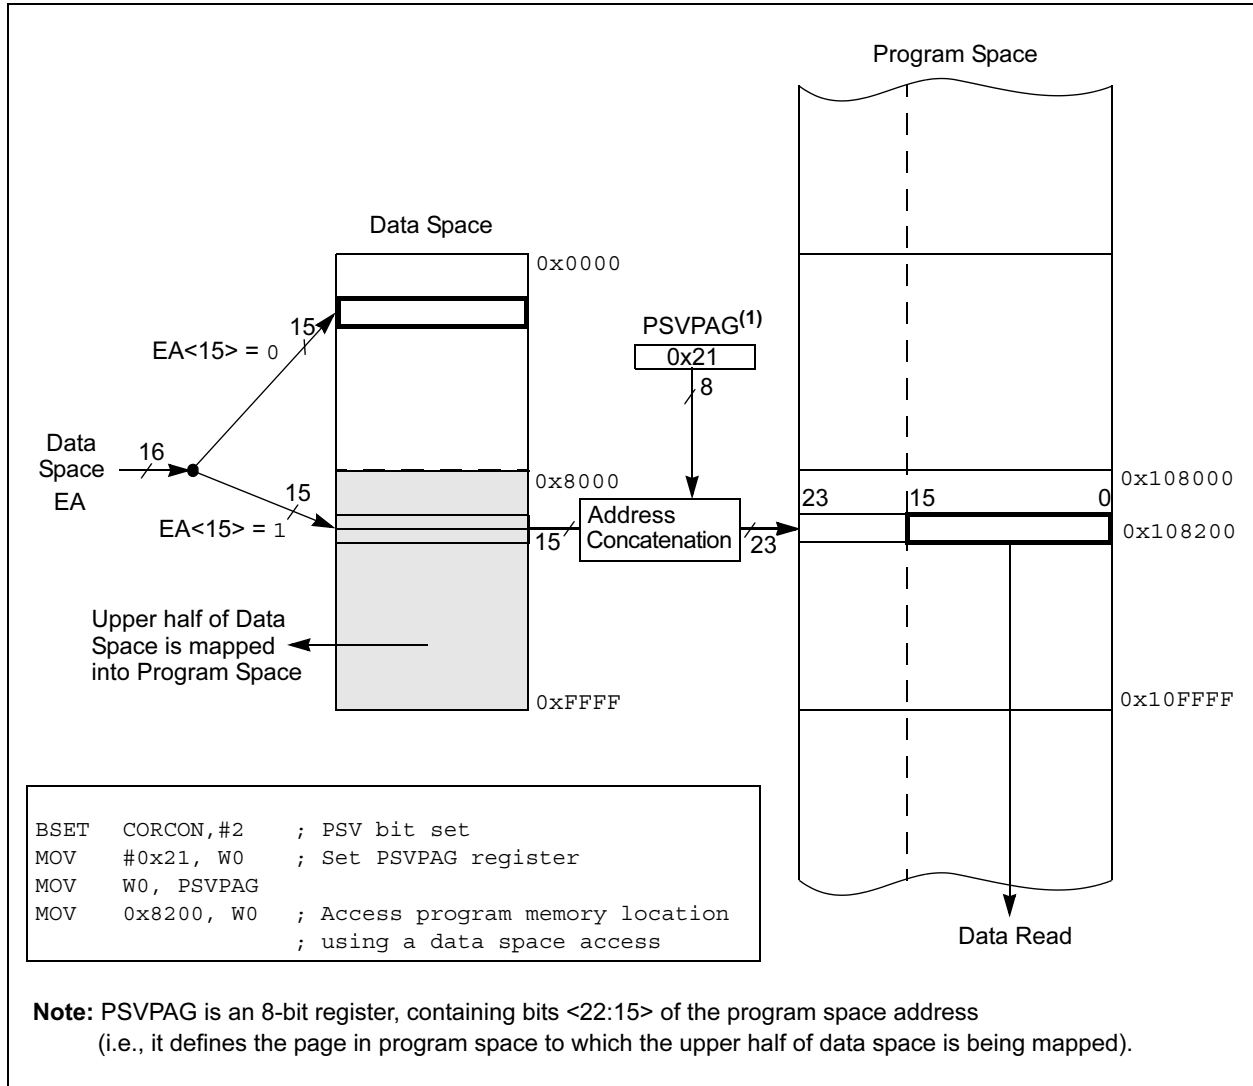 Program Space
Data Space
0x0000
15
EA<15> = 0
PSVPAG(1)
0x21
8
Data
Space
EA
16
15
EA<15> = 1
0x8000
15
Address
Concatenation
23
23 15 0
0x108000
0x108200
Upper half of Data
Space is mapped
into Program Space
0xFFFF
0x10FFFF
BSET CORCON,#2 ; PSV bit set
MOV #0x21, W0 ; Set PSVPAG register
MOV W0, PSVPAG
MOV 0x8200, W0 ; Access program memory location
; using a data space access
Data Read
Note: PSVPAG is an 8-bit register, containing bits <22:15> of the program space address
(i.e., it defines the page in program space to which the upper half of data space is being mapped).